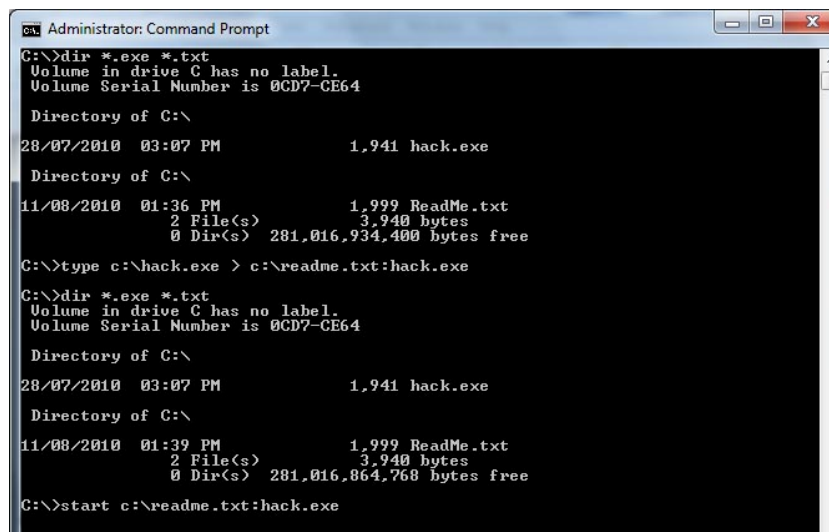 Administrator: Command Prompt
C:\>dir *.exe *.txt
Volume in drive C has no label.
Volume Serial Number is 0CD7-CE64
Directory of C:\
28/07/2010 03:07 PM 1,941 hack.exe
Directory of C:\
11/08/2010 01:36 PM 1,999 ReadMe.txt
2 File(s) 3,940 bytes
0 Dir(s) 281,016,934,400 bytes free
C:\>type c:\hack.exe > c:\readme.txt:hack.exe
C:\>dir *.exe *.txt
Volume in drive C has no label.
Volume Serial Number is 0CD7-CE64
Directory of C:\
28/07/2010 03:07 PM 1,941 hack.exe
Directory of C:\
11/08/2010 01:39 PM 1,999 ReadMe.txt
2 File(s) 3,940 bytes
0 Dir(s) 281,016,864,768 bytes free
C:\>start c:\readme.txt:hack.exe